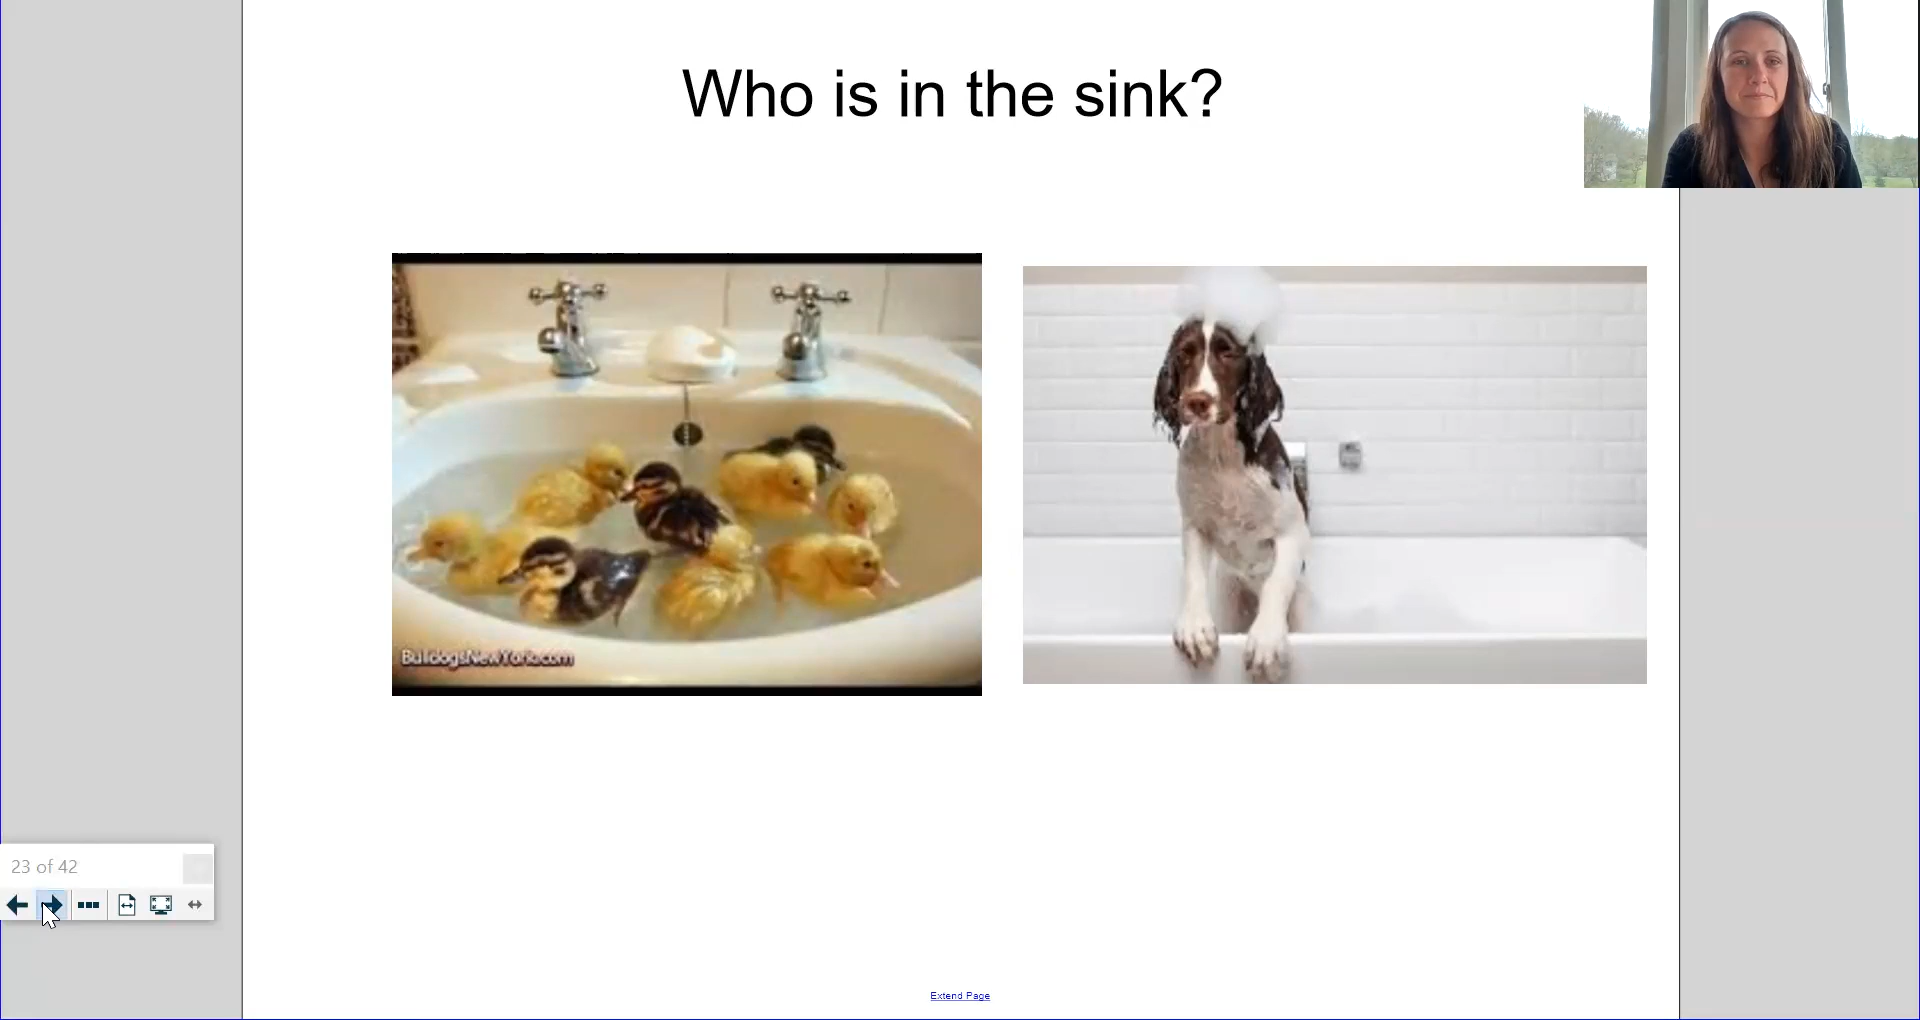 Who is in the sink?
BulldogsNewYork.com
23 of 42
Extend Page